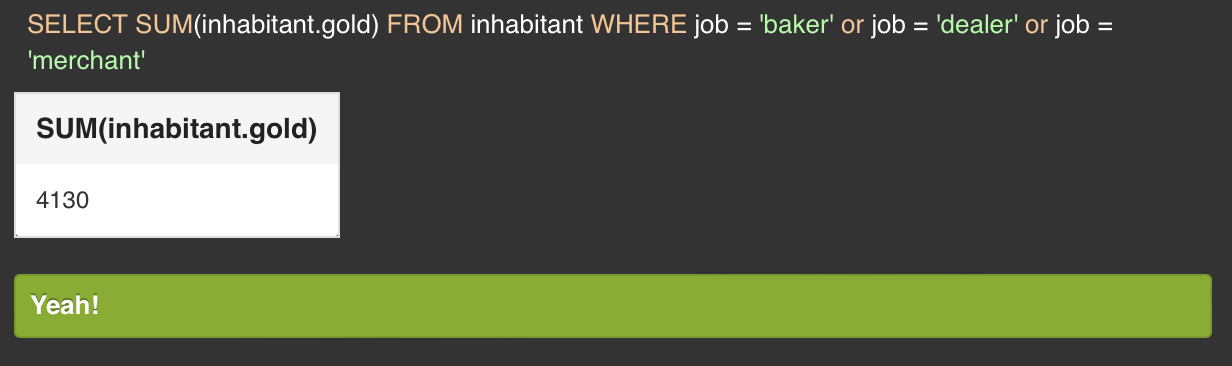 SELECT SUM(inhabitant.gold) FROM inhabitant WHERE job = 'baker' or job = 'dealer' or job =
'merchant'
SUM(inhabitant.gold)
4130
Yeah!